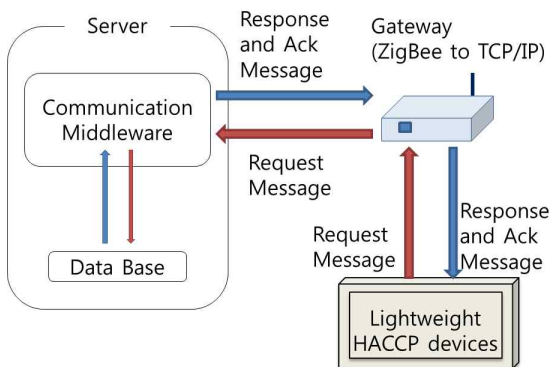 Server
Communication
Middleware
Data Base
Response
and Ack
Message
Request
Message
Gateway
(ZigBee to TCP/IP)
Request
Message
Response
and Ack
Message
Lightweight
HACCP devices